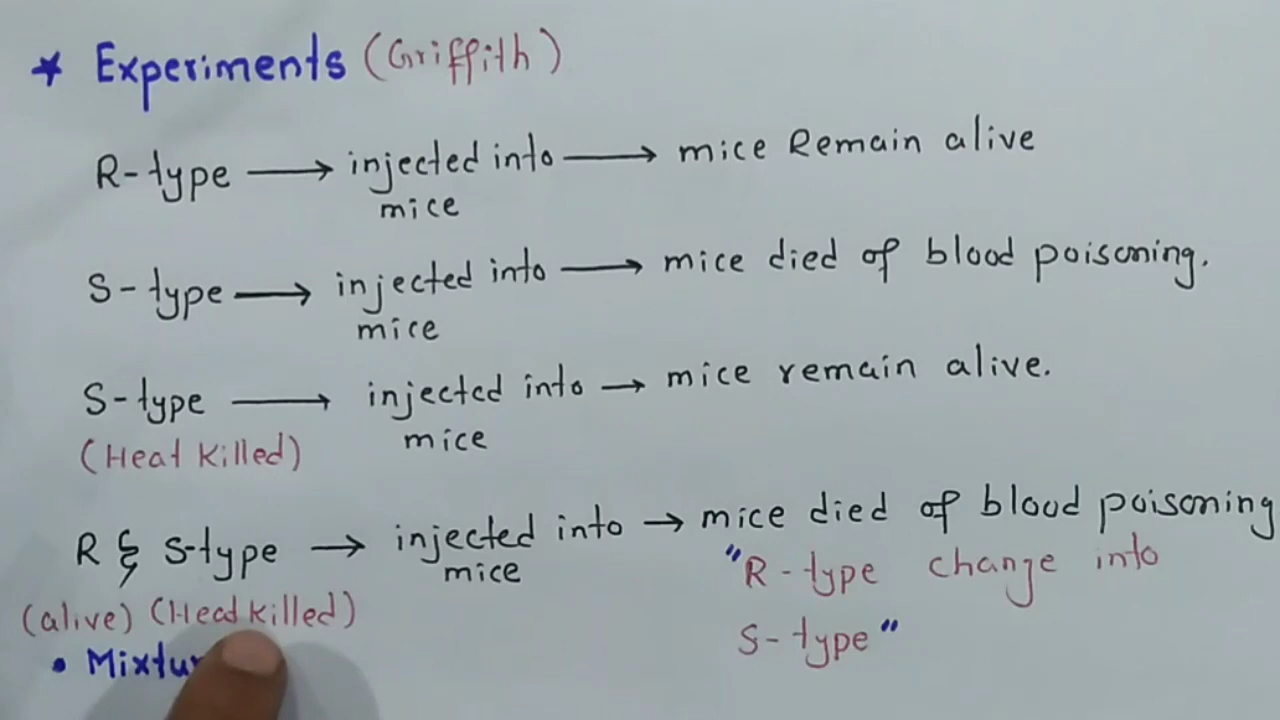 * Experiments (Griffith)
R-type → injected into mice → mice Remain alive
S-type → injected into mice → mice died of blood poisoning.
S-type (Heat Killed) → injected into mice → mice remain alive.
R & S-type → injected into mice → mice died of blood poisoning
(alive) (Heat Killed)
"R-type change into
S-type"
•